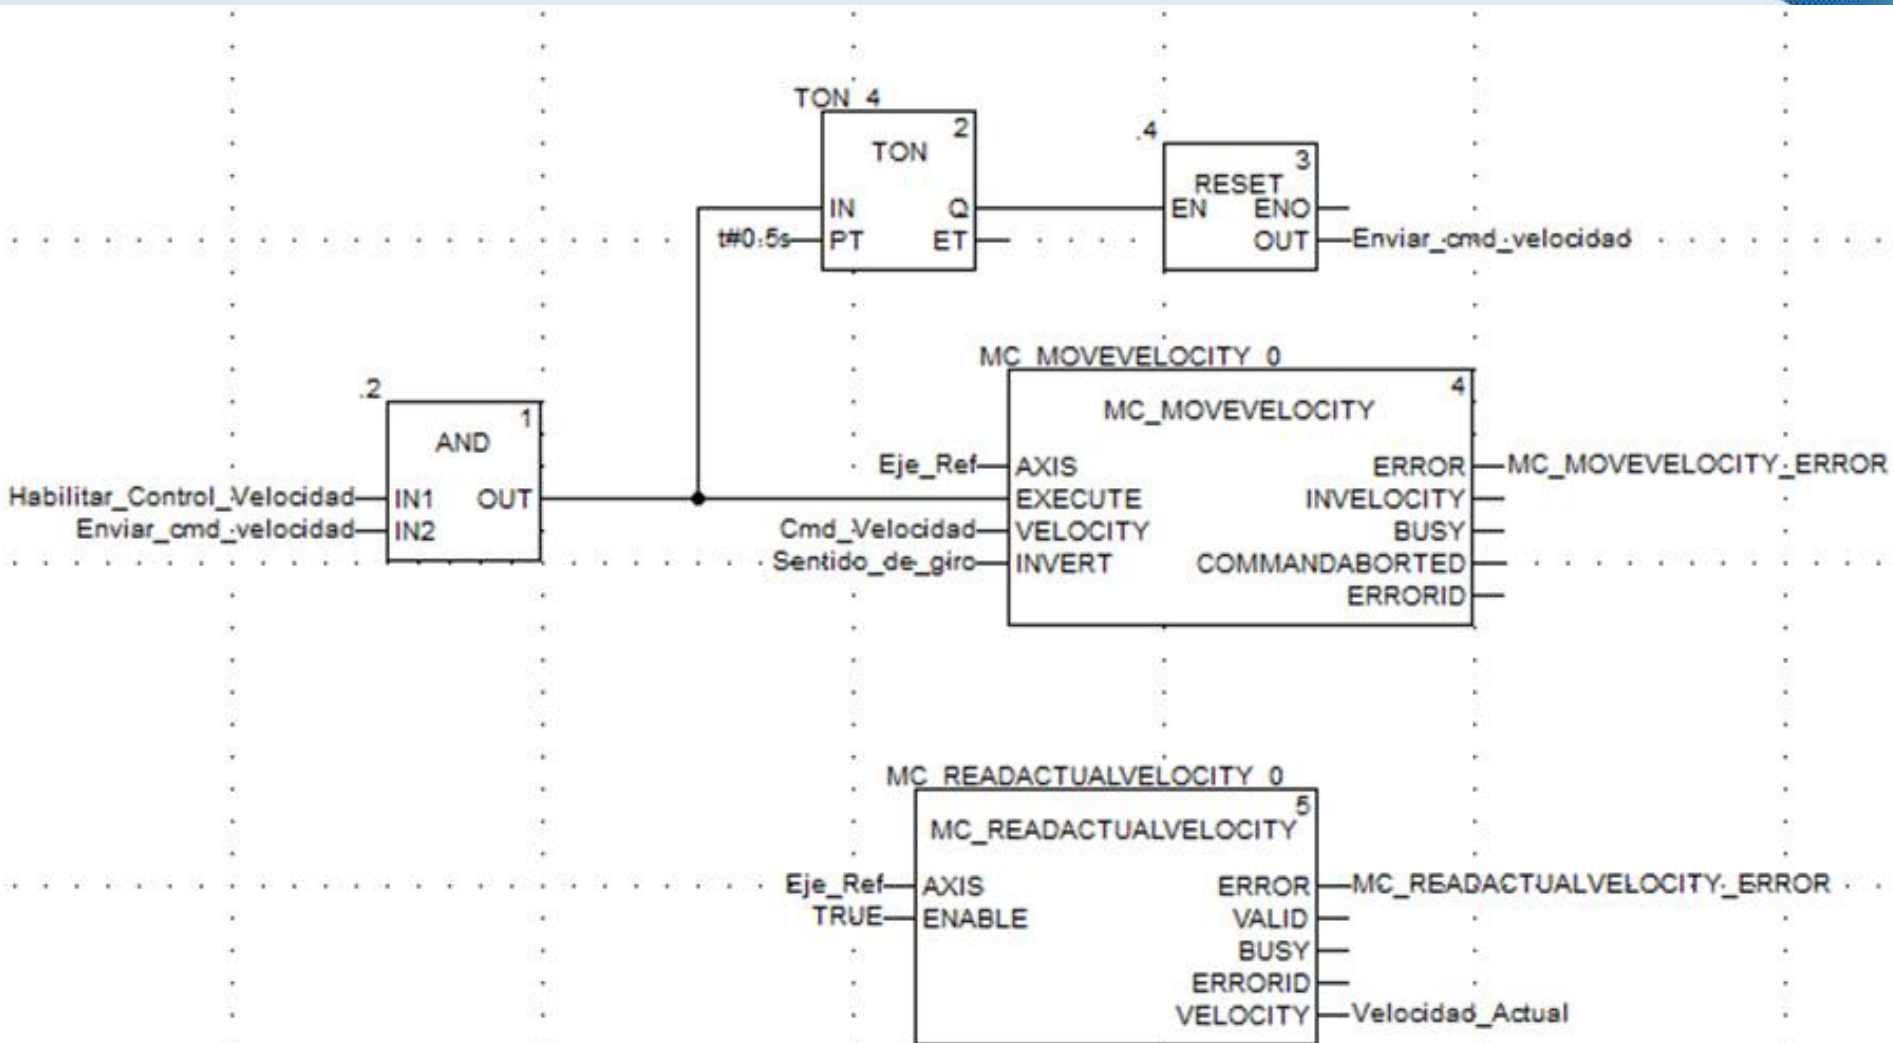 TON_4
2
TON
IN Q
t#0.5s PT ET
.4
3
RESET
EN ENO
OUT Enviar_cmd_velocidad
.2
1
AND
Habilitar_Control_Velocidad IN1 OUT
Enviar_cmd_velocidad IN2
MC_MOVEVELOCITY_0
4
MC_MOVEVELOCITY
Eje_Ref AXIS ERROR MC_MOVEVELOCITY_ERROR
EXECUTE INVELOCITY
Cmd_Velocidad VELOCITY BUSY
Sentido_de_giro INVERT COMMANDABORTED
ERRORID
MC_READACTUALVELOCITY_0
5
MC_READACTUALVELOCITY
Eje_Ref AXIS ERROR MC_READACTUALVELOCITY_ERROR
TRUE ENABLE VALID
BUSY
ERRORID
VELOCITY Velocidad_Actual